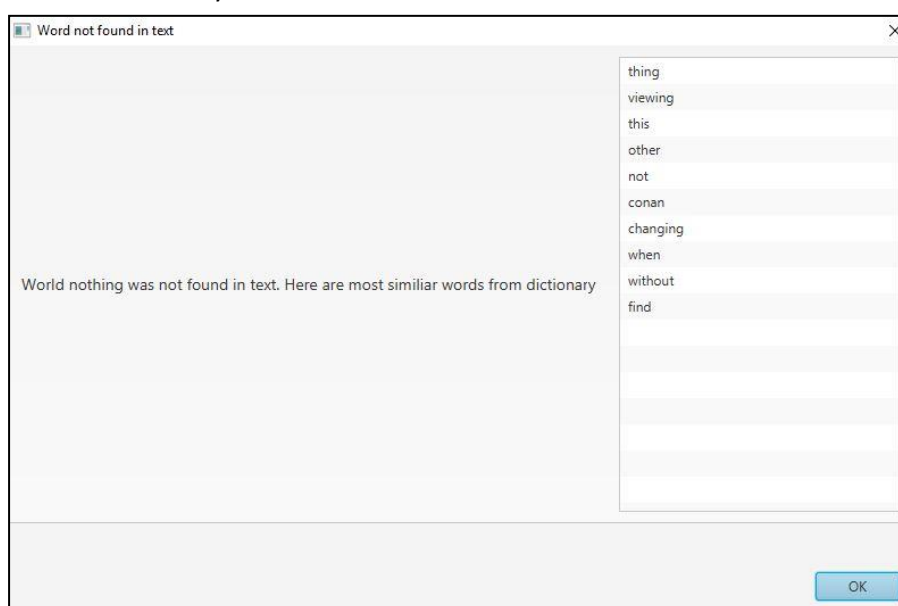 Word not found in text
thing
viewing
this
other
not
conan
changing
when
World nothing was not found in text. Here are most similiar words from dictionary
without
find
OK